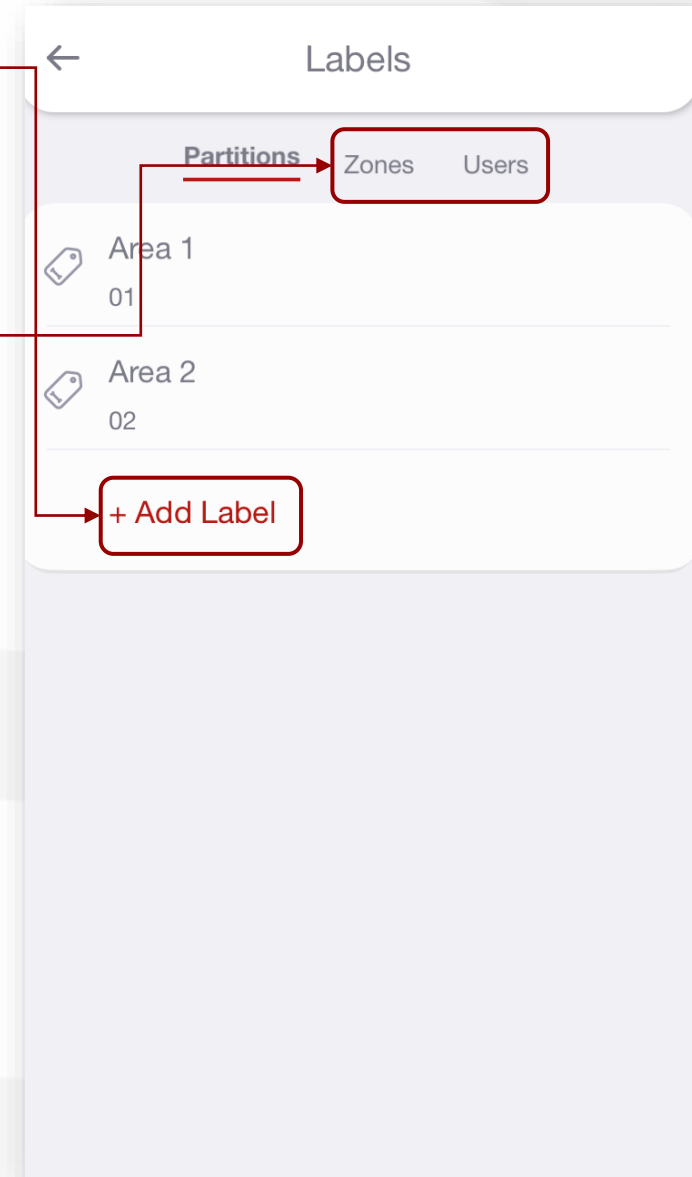 Labels
Partitions Zones Users
Area 1
01
Area 2
02
+ Add Label